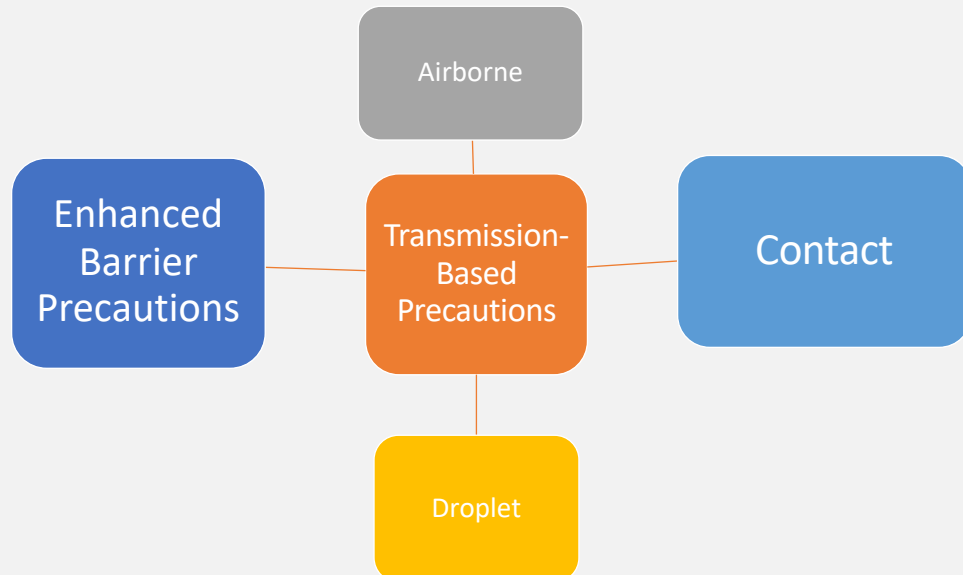 Airborne
Enhanced
Barrier
Precautions
Transmission-
Based
Precautions
Contact
Droplet